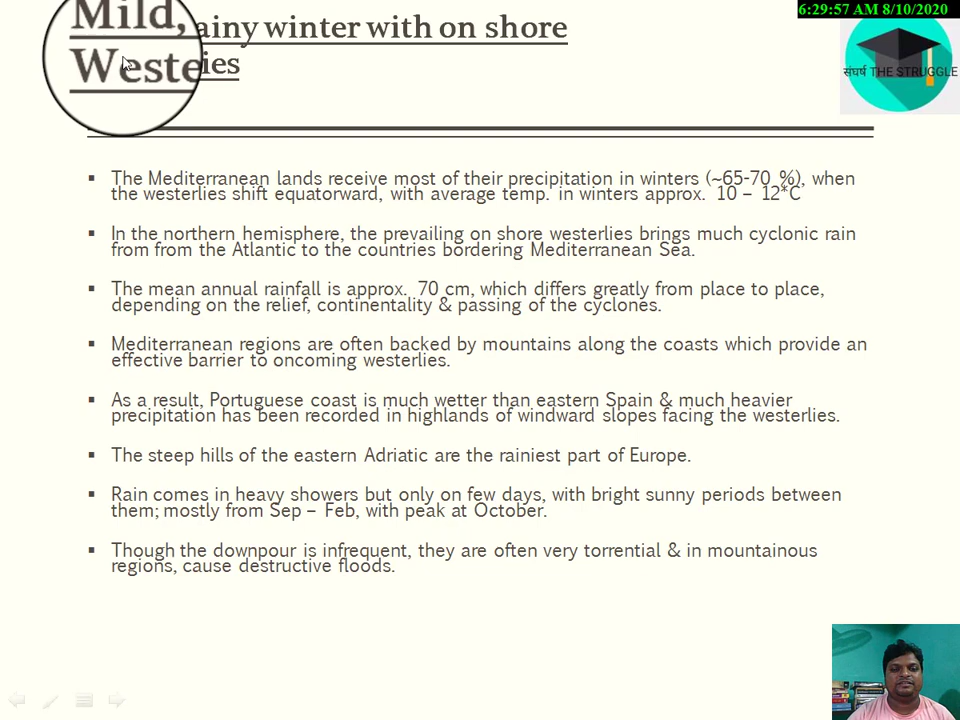 6:29:57 AM 8/10/2020
Mild, ainy winter with on shore
Weste ies
संघर्ष THE STRUGGLE
▪ The Mediterranean lands receive most of their precipitation in winters (~65-70 %), when
the westerlies shift equatorward, with average temp. in winters approx. 10 – 12*C
▪ In the northern hemisphere, the prevailing on shore westerlies brings much cyclonic rain
from from the Atlantic to the countries bordering Mediterranean Sea.
▪ The mean annual rainfall is approx. 70 cm, which differs greatly from place to place,
depending on the relief, continentality & passing of the cyclones.
▪ Mediterranean regions are often backed by mountains along the coasts which provide an
effective barrier to oncoming westerlies.
▪ As a result, Portuguese coast is much wetter than eastern Spain & much heavier
precipitation has been recorded in highlands of windward slopes facing the westerlies.
▪ The steep hills of the eastern Adriatic are the rainiest part of Europe.
▪ Rain comes in heavy showers but only on few days, with bright sunny periods between
them; mostly from Sep – Feb, with peak at October.
▪ Though the downpour is infrequent, they are often very torrential & in mountainous
regions, cause destructive floods.